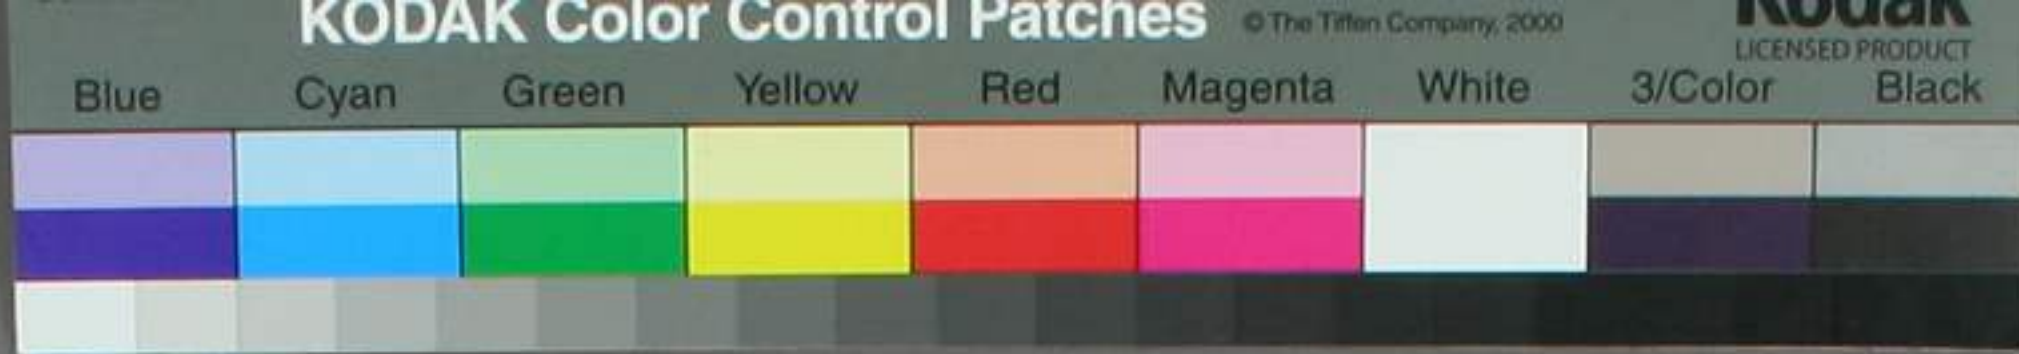 KODAK Color Control Patches © The Tiffen Company, 2000
Kodak
LICENSED PRODUCT
Blue Cyan Green Yellow Red Magenta White 3/Color Black